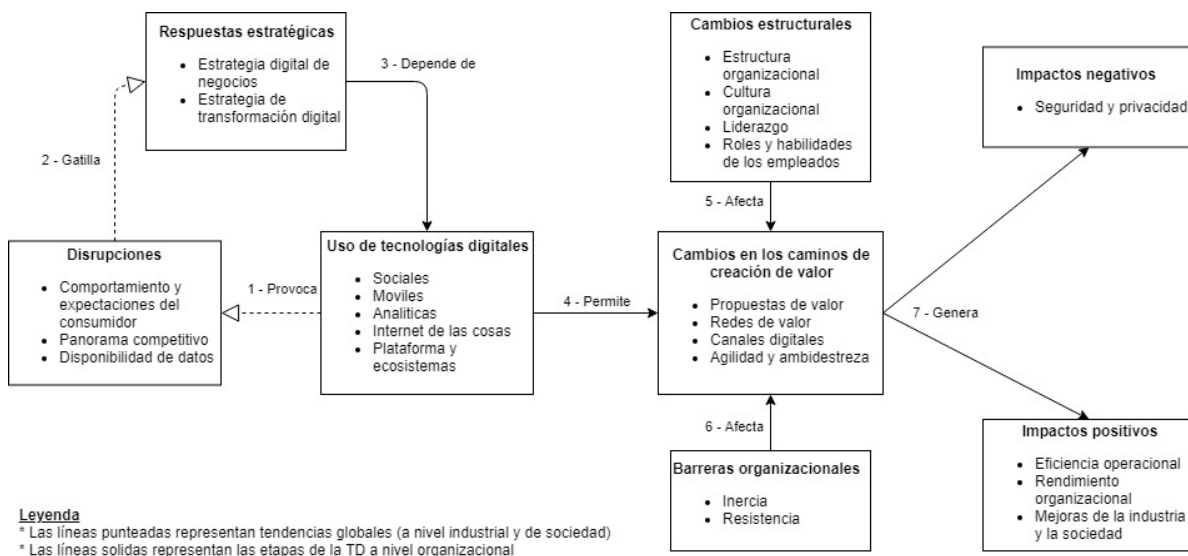 Respuestas estratégicas
• Estrategia digital de
negocios
• Estrategia de
transformación digital
3 - Depende de
Cambios estructurales
• Estructura
organizacional
• Cultura
organizacional
• Liderazgo
• Roles y habilidades
de los empleados
Impactos negativos
• Seguridad y privacidad
2 - Gatilla
5 - Afecta
Disrupciones
• Comportamiento y
expectaciones del
consumidor
• Panorama competitivo
• Disponibilidad de datos
1 - Provoca
Uso de tecnologías digitales
• Sociales
• Moviles
• Analiticas
• Internet de las cosas
• Plataforma y
ecosistemas
4 - Permite
Cambios en los caminos de
creación de valor
• Propuestas de valor
• Redes de valor
• Canales digitales
• Agilidad y ambidestreza
7 - Genera
6 - Afecta
Barreras organizacionales
• Inercia
• Resistencia
Impactos positivos
• Eficiencia operacional
• Rendimiento
organizacional
• Mejoras de la industria
y la sociedad
Leyenda
* Las líneas punteadas representan tendencias globales (a nivel industrial y de sociedad)
* Las líneas solidas representan las etapas de la TD a nivel organizacional